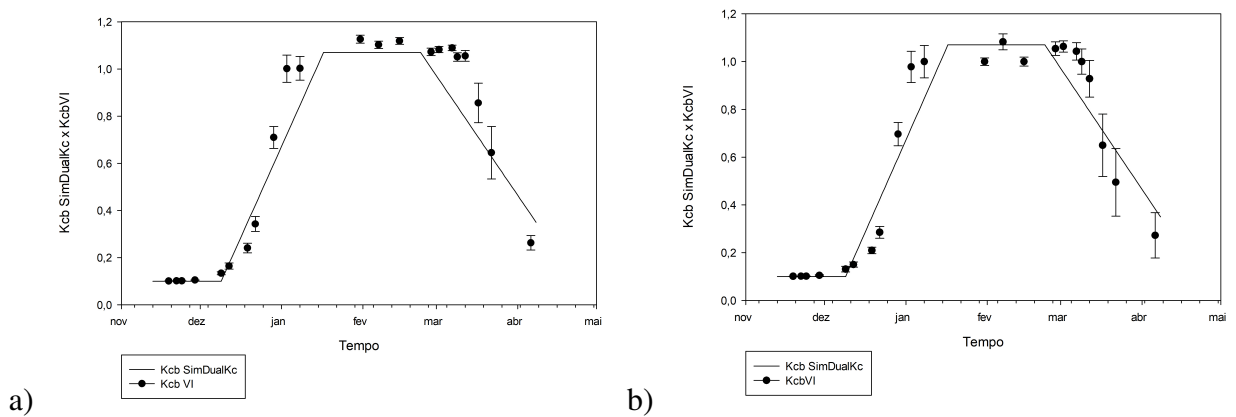 Kcb SimDualKc x KcbVI
1,2
1,0
0,8
0,6
0,4
0,2
0,0
nov dez jan fev mar abr mai
Tempo
Kcb SimDualKc
Kcb VI
a)
Kcb SimDualKc x KcbVI
1,2
1,0
0,8
0,6
0,4
0,2
0,0
nov dez jan fev mar abr mai
Tempo
Kcb SimDualKc
KcbVI
b)